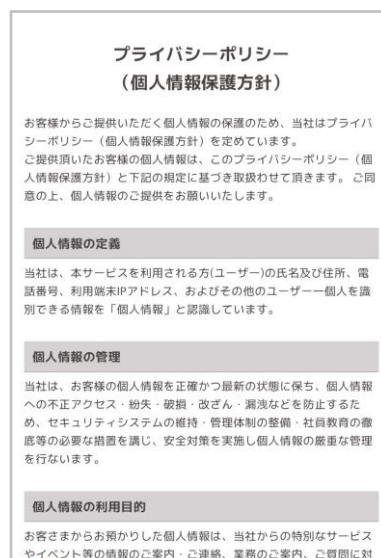 プライバシーポリシー
（個人情報保護方針）
お客様からご提供いただく個人情報の保護のため、当社はプライバ
シーポリシー（個人情報保護方針）を定めています。
ご提供頂いたお客様の個人情報は、このプライバシーポリシー（個
人情報保護方針）と下記の規定に基づき取扱わせて頂きます。 ご同
意の上、個人情報のご提供をお願いいたします。
個人情報の定義
当社は、本サービスを利用される方(ユーザー)の氏名及び住所、電
話番号、利用端末IPアドレス、およびその他のユーザー一個人を識
別できる情報を「個人情報」と認識しています。
個人情報の管理
当社は、お客様の個人情報を正確かつ最新の状態に保ち、個人情報
への不正アクセス・紛失・破損・改ざん・漏洩などを防止するた
め、セキュリティシステムの維持・管理体制の整備・社員教育の徹
底等の必要な措置を講じ、安全対策を実施し個人情報の厳重な管理
を行ないます。
個人情報の利用目的
お客さまからお預かりした個人情報は、当社からの特別なサービス
やイベント等の情報のご案内・ご連絡、業務のご案内、ご質問に対